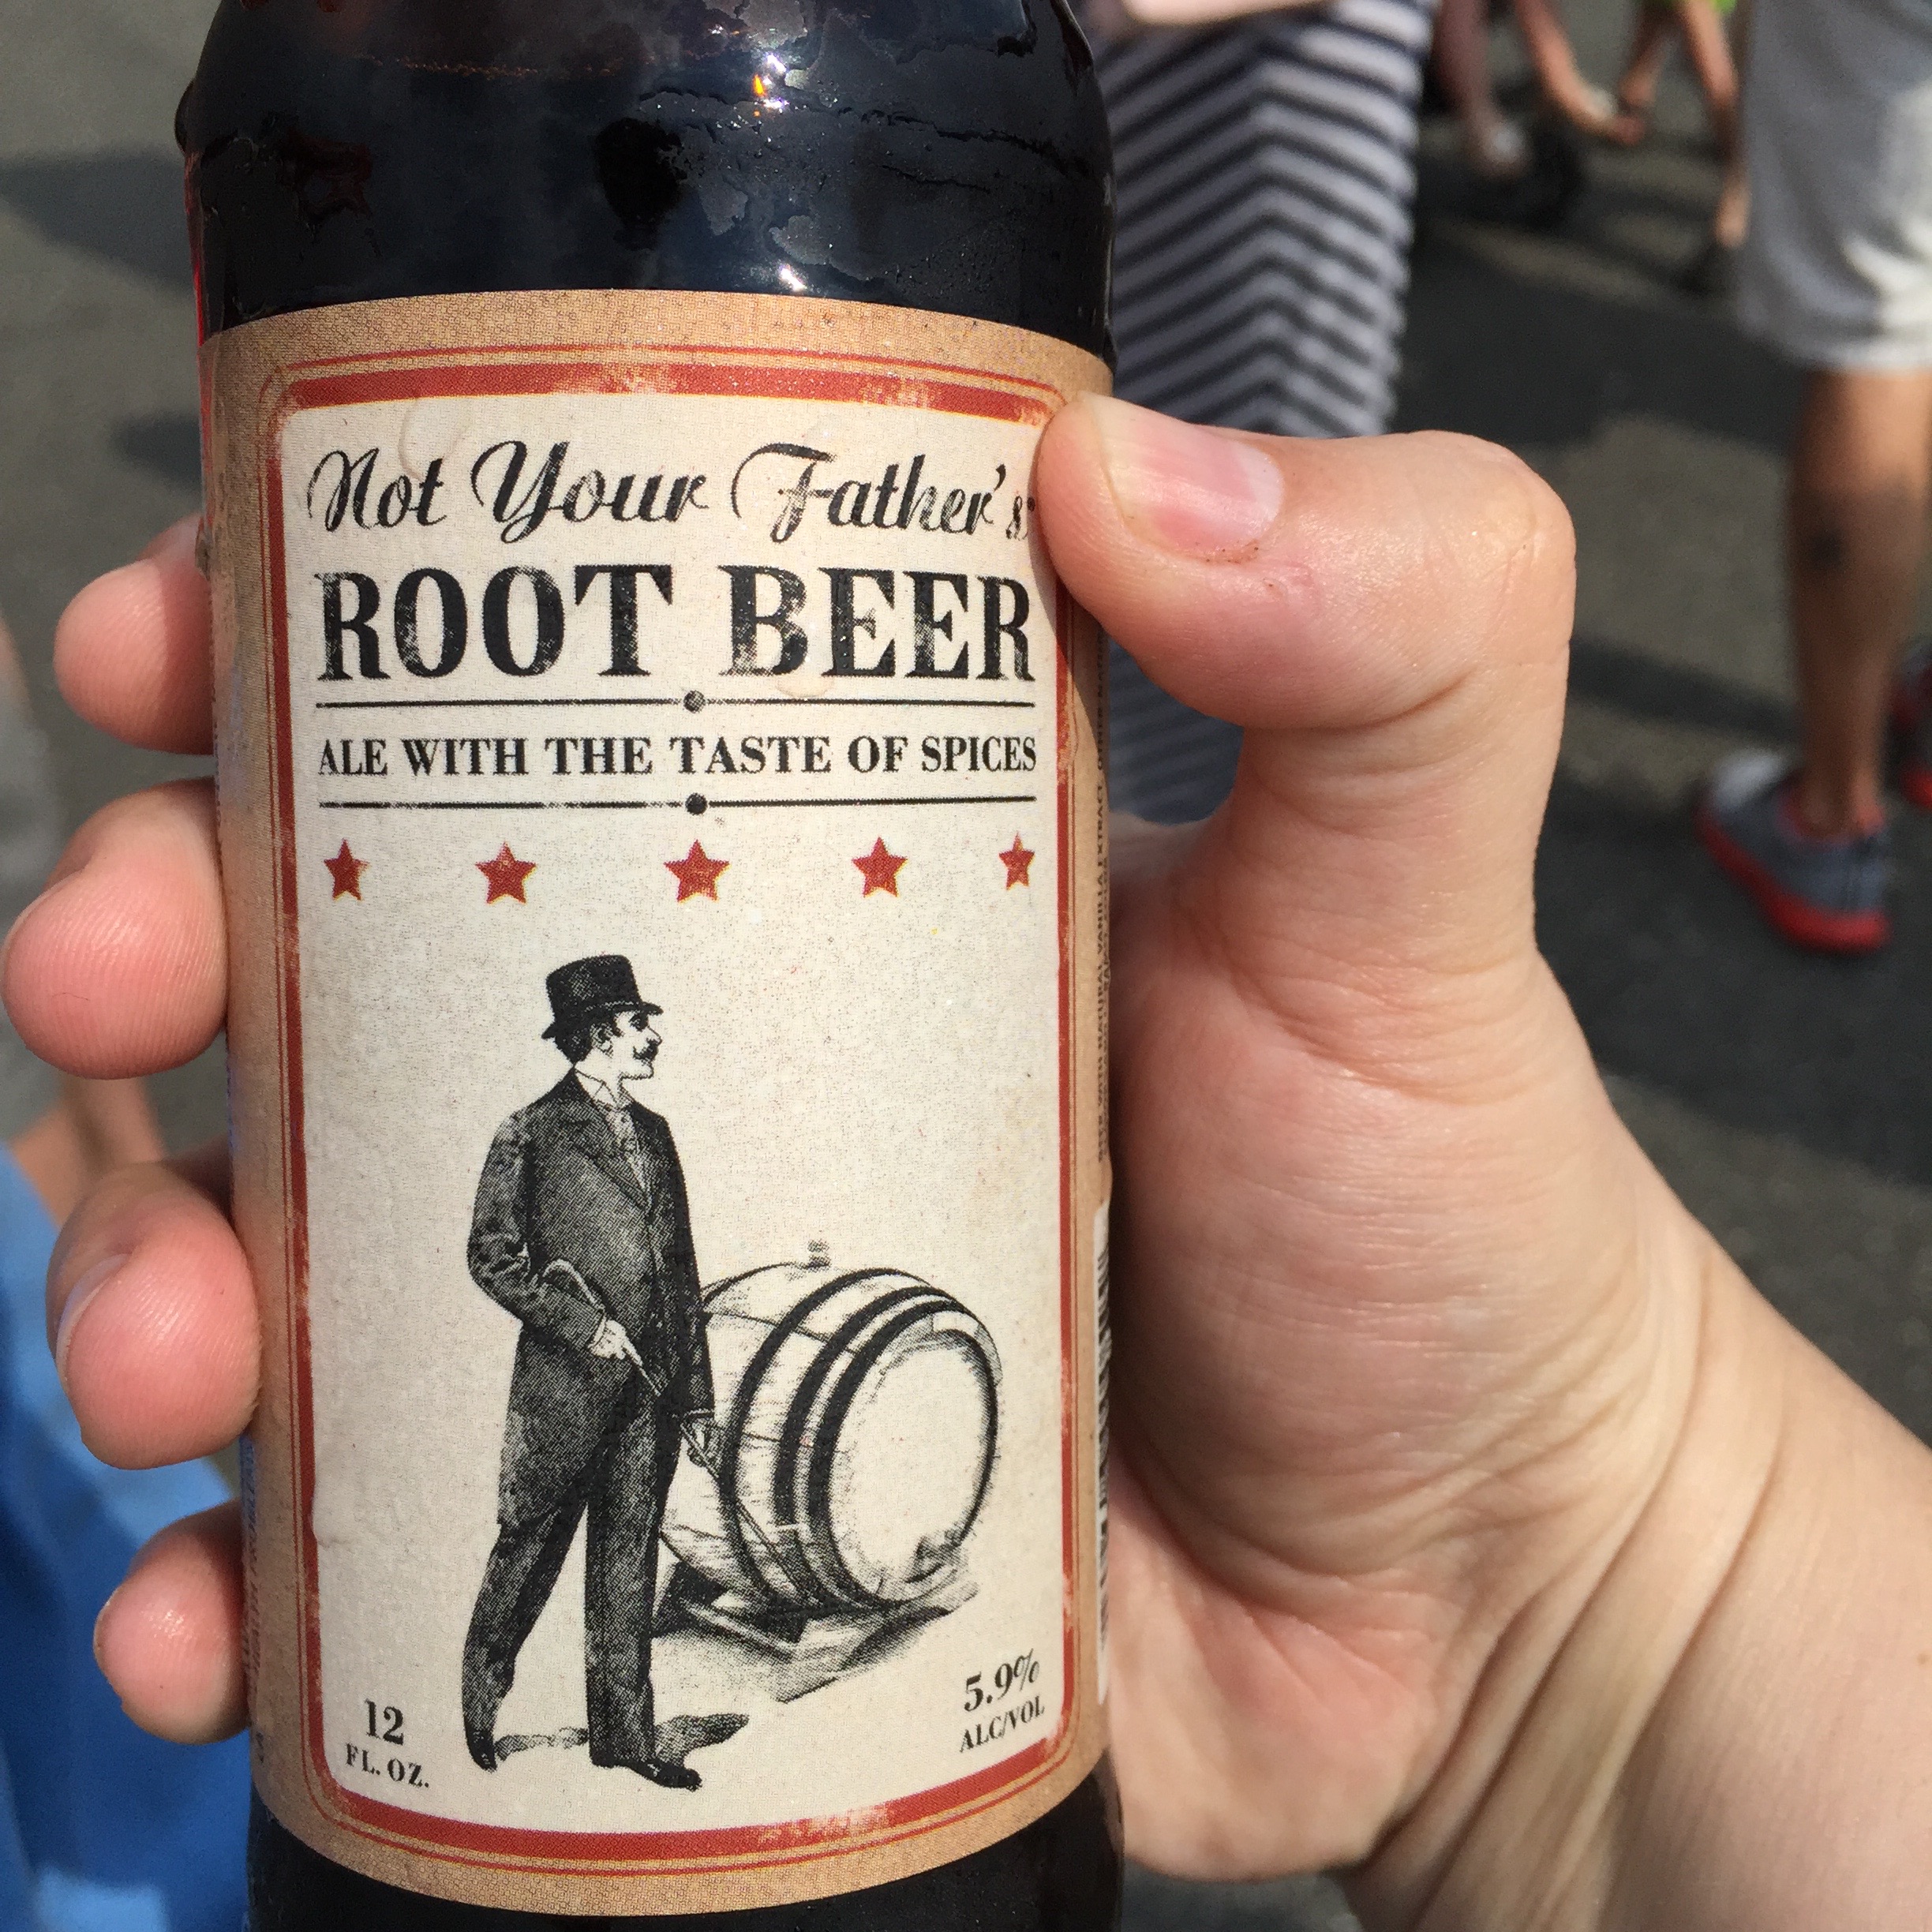 Not Your Father's
ROOT BEER
ALE WITH THE TASTE OF SPICES
12
FL. OZ.
5.9%
ALC/VOL